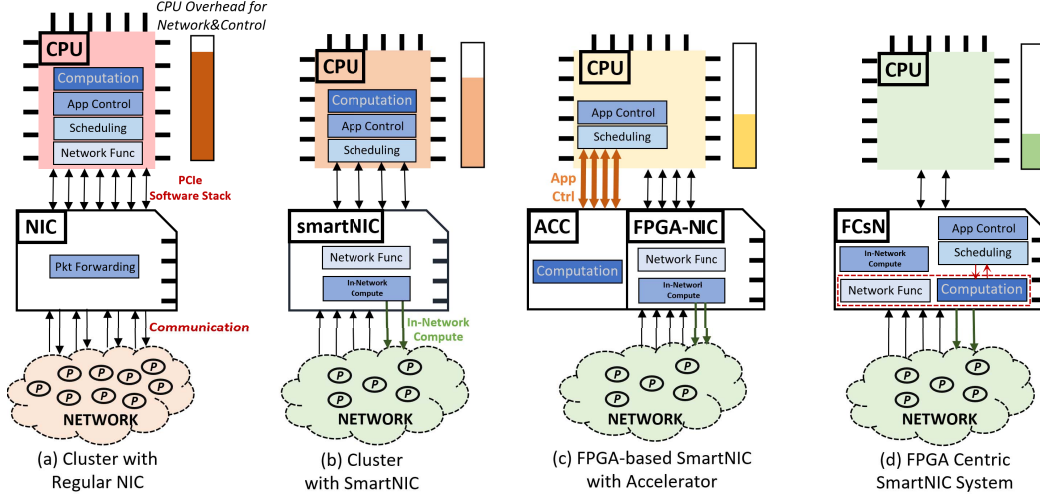 CPU Overhead for
Network&Control
CPU
Computation
App Control
Scheduling
Network Func
PCIe
Software Stack
NIC
Pkt Forwarding
Communication
P P P P P P P P
NETWORK
(a) Cluster with
Regular NIC
CPU
Computation
App Control
Scheduling
smartNIC
Network Func
In-Network
Compute
In-Network
Compute
P P P P P
NETWORK
(b) Cluster
with SmartNIC
CPU
App Control
Scheduling
App
Ctrl
ACC
Computation
FPGA-NIC
Network Func
In-Network
Compute
P P P P P
NETWORK
(c) FPGA-based SmartNIC
with Accelerator
CPU
FCsN
App Control
Scheduling
In-Network
Compute
Network Func
Computation
P P P P P
NETWORK
(d) FPGA Centric
SmartNIC System